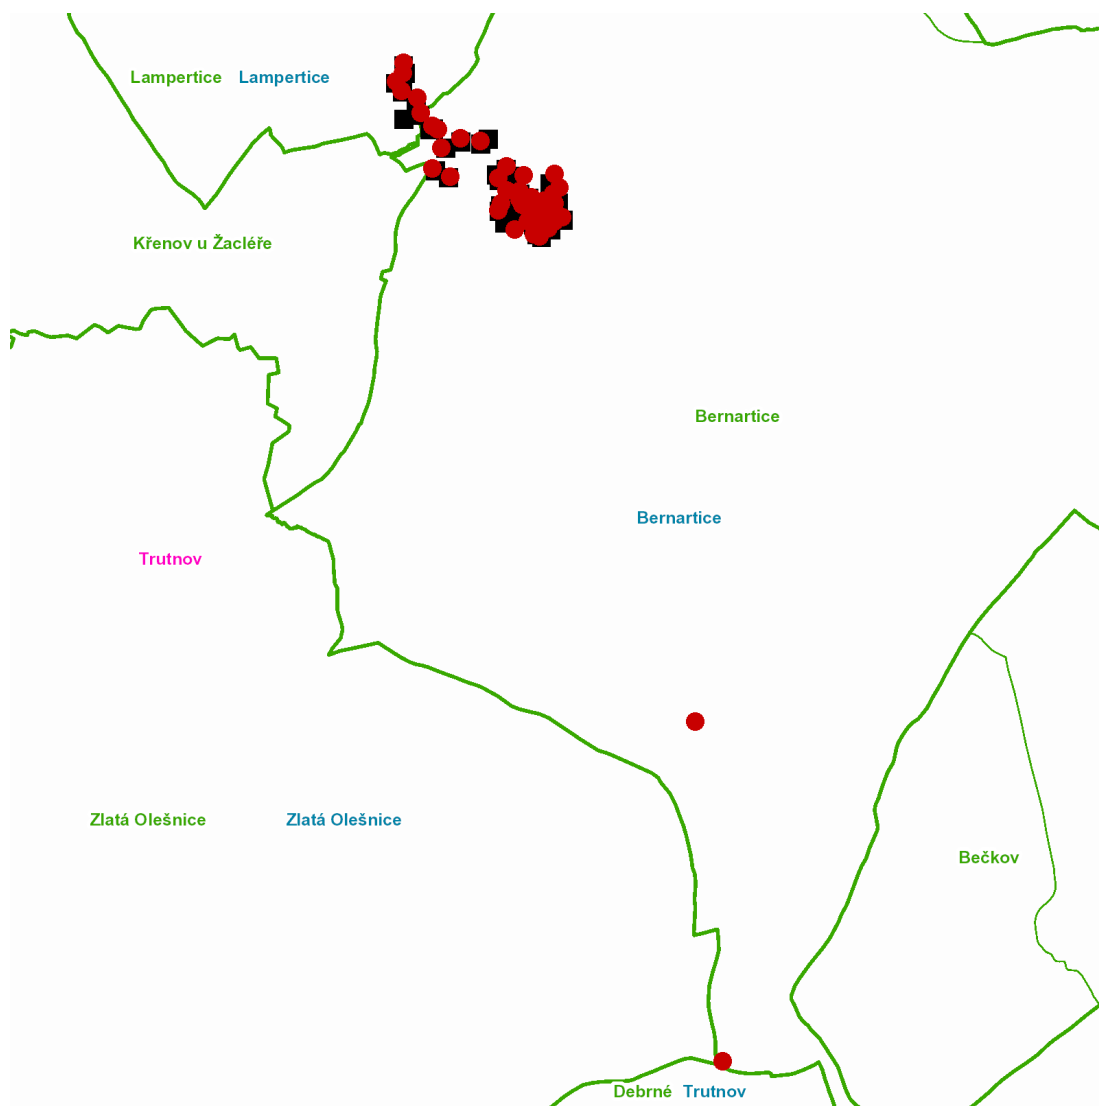 Lampertice Lampertice
Křenov u Žacléře
Bernartice
Bernartice
Trutnov
Zlatá Olešnice Zlatá Olešnice
Bečkov
Debrné Trutnov